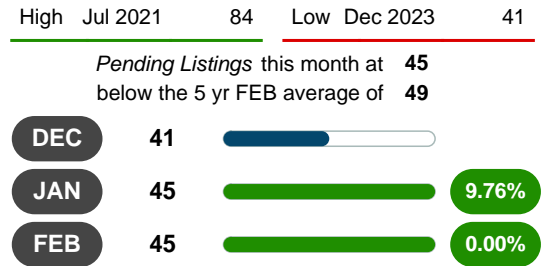 High Jul 2021 84 Low Dec 2023 41
Pending Listings this month at 45
below the 5 yr FEB average of 49
DEC 41
JAN 45 9.76%
FEB 45 0.00%